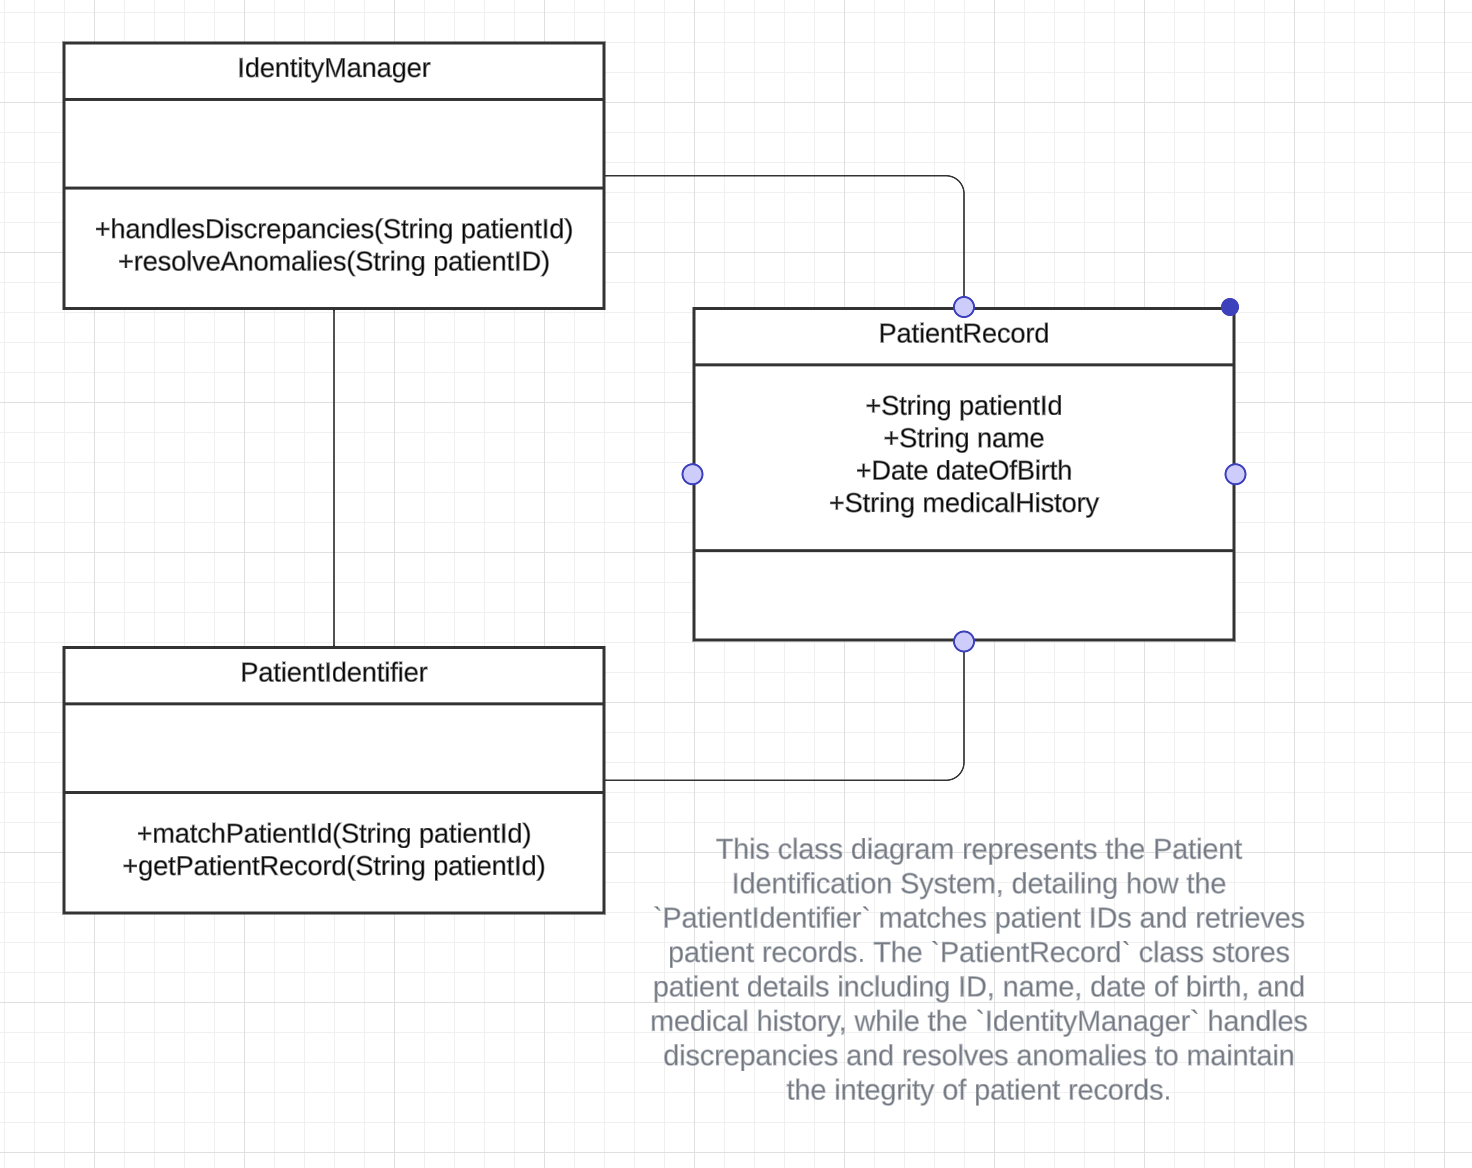 IdentityManager
+handlesDiscrepancies(String patientId)
+resolveAnomalies(String patientID)
PatientRecord
+String patientId
+String name
+Date dateOfBirth
+String medicalHistory
PatientIdentifier
+matchPatientId(String patientId)
+getPatientRecord(String patientId)
This class diagram represents the Patient
Identification System, detailing how the
`PatientIdentifier` matches patient IDs and retrieves
patient records. The `PatientRecord` class stores
patient details including ID, name, date of birth, and
medical history, while the `IdentityManager` handles
discrepancies and resolves anomalies to maintain
the integrity of patient records.